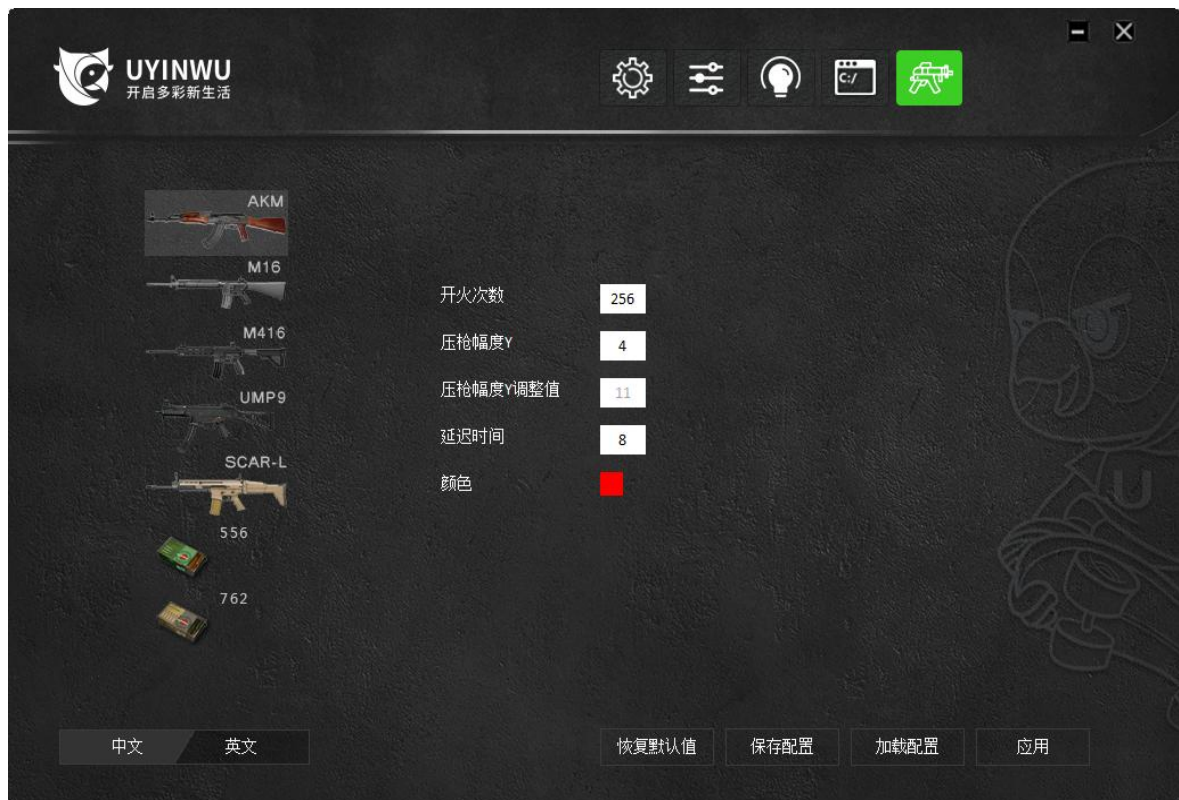 UYINWU
开启多彩新生活
C:/
AKM
M16
M416
UMP9
SCAR-L
556
762
开火次数 256
压枪幅度Y 4
压枪幅度Y调整值 11
延迟时间 8
颜色
U
中文 英文 恢复默认值 保存配置 加载配置 应用